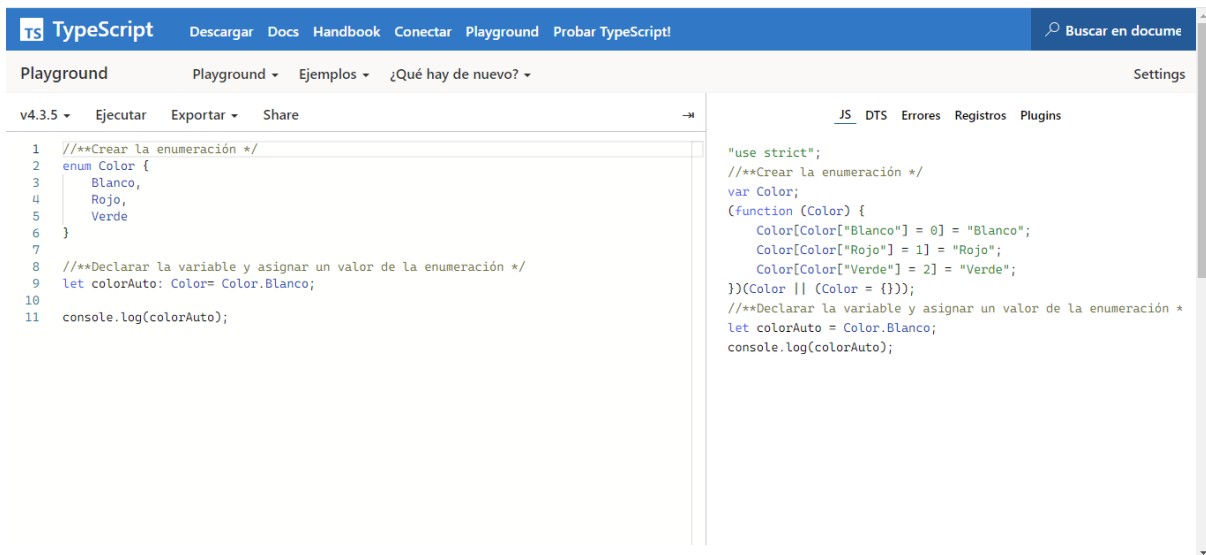 TS TypeScript Descargar Docs Handbook Conectar Playground Probar TypeScript! Buscar en docume
Playground Playground Ejemplos ¿Qué hay de nuevo? Settings
v4.3.5 Ejecutar Exportar Share
1 //**Crear la enumeración */
2 enum Color {
3 Blanco,
4 Rojo,
5 Verde
6 }
7
8 //**Declarar la variable y asignar un valor de la enumeración */
9 let colorAuto: Color= Color.Blanco;
10
11 console.log(colorAuto);
JS DTS Errores Registros Plugins
"use strict";
//**Crear la enumeración */
var Color;
(function (Color) {
Color[Color["Blanco"] = 0] = "Blanco";
Color[Color["Rojo"] = 1] = "Rojo";
Color[Color["Verde"] = 2] = "Verde";
})(Color || (Color = {}));
//**Declarar la variable y asignar un valor de la enumeración *
let colorAuto = Color.Blanco;
console.log(colorAuto);